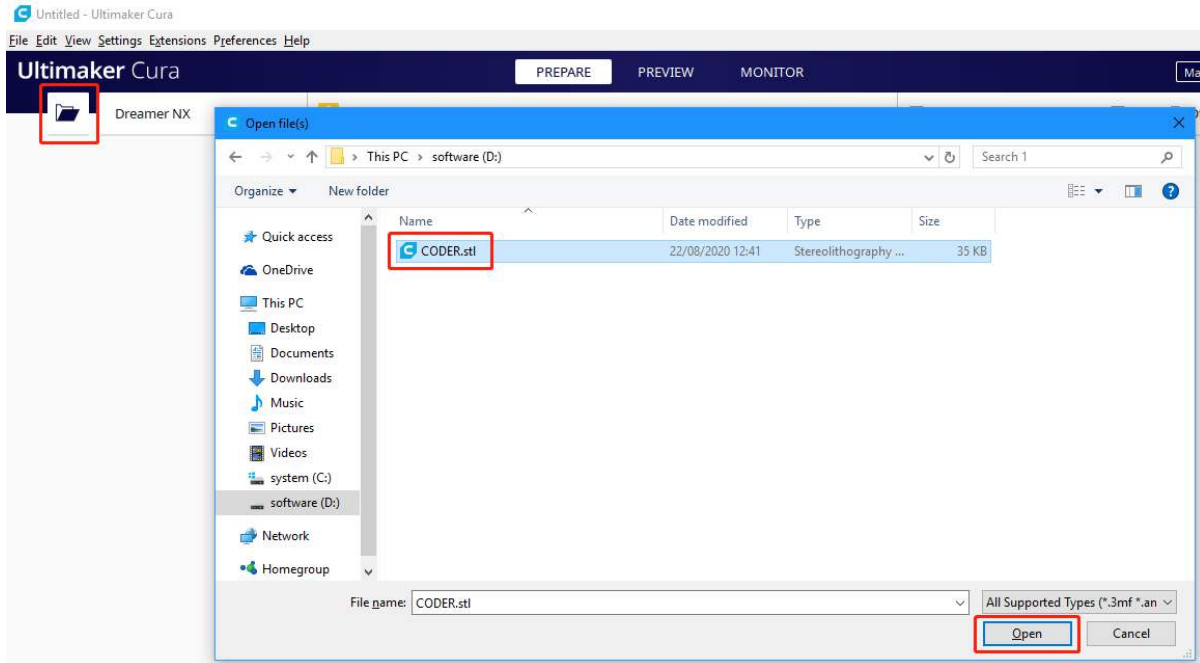 Untitled - Ultimaker Cura
File Edit View Settings Extensions Preferences Help
Ultimaker Cura
PREPARE PREVIEW MONITOR
Dreamer NX
Open file(s)
This PC > software (D:)
Search 1
Organize New folder
Name Date modified Type Size
CODER.stl 22/08/2020 12:41 Stereolithography ... 35 KB
Quick access
OneDrive
This PC
Desktop
Documents
Downloads
Music
Pictures
Videos
system (C:)
software (D:)
Network
Homegroup
File name: CODER.stl
All Supported Types (*.3mf *.an
Open Cancel